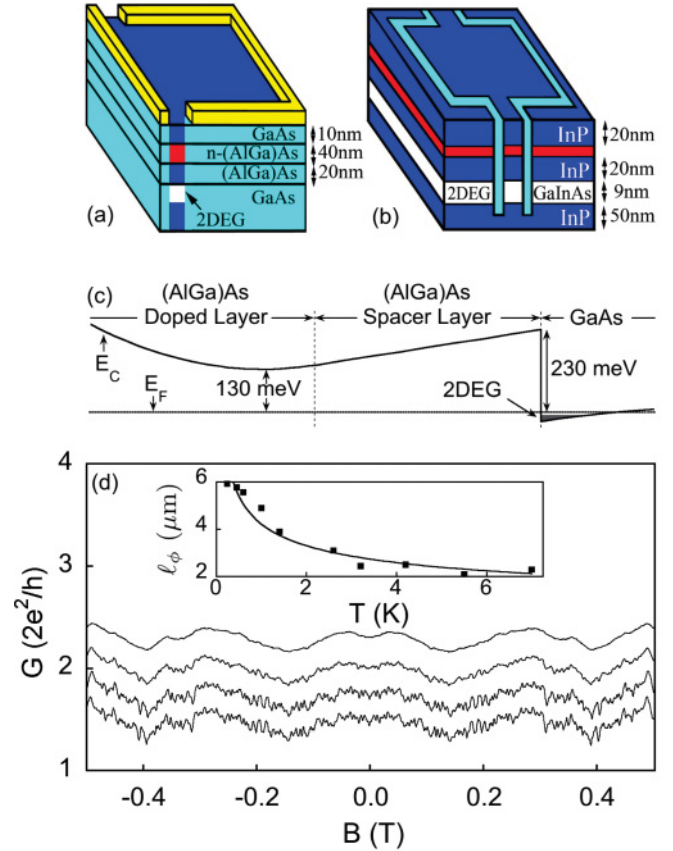 GaAs
10nm
n-(AlGa)As
40nm
(AlGa)As
20nm
GaAs
(a)
2DEG
InP
20nm
InP
20nm
2DEG
GaInAs
9nm
(b)
InP
50nm
(c)
(AlGa)As
(AlGa)As
Doped Layer
Spacer Layer
GaAs
E_C
E_F
130 meV
230 meV
2DEG
(d)
4
3
2
1
G (2e²/h)
6
4
2
ℓ_ϕ (μm)
0
2
4
6
T (K)
-0.4
-0.2
0.0
0.2
0.4
B (T)